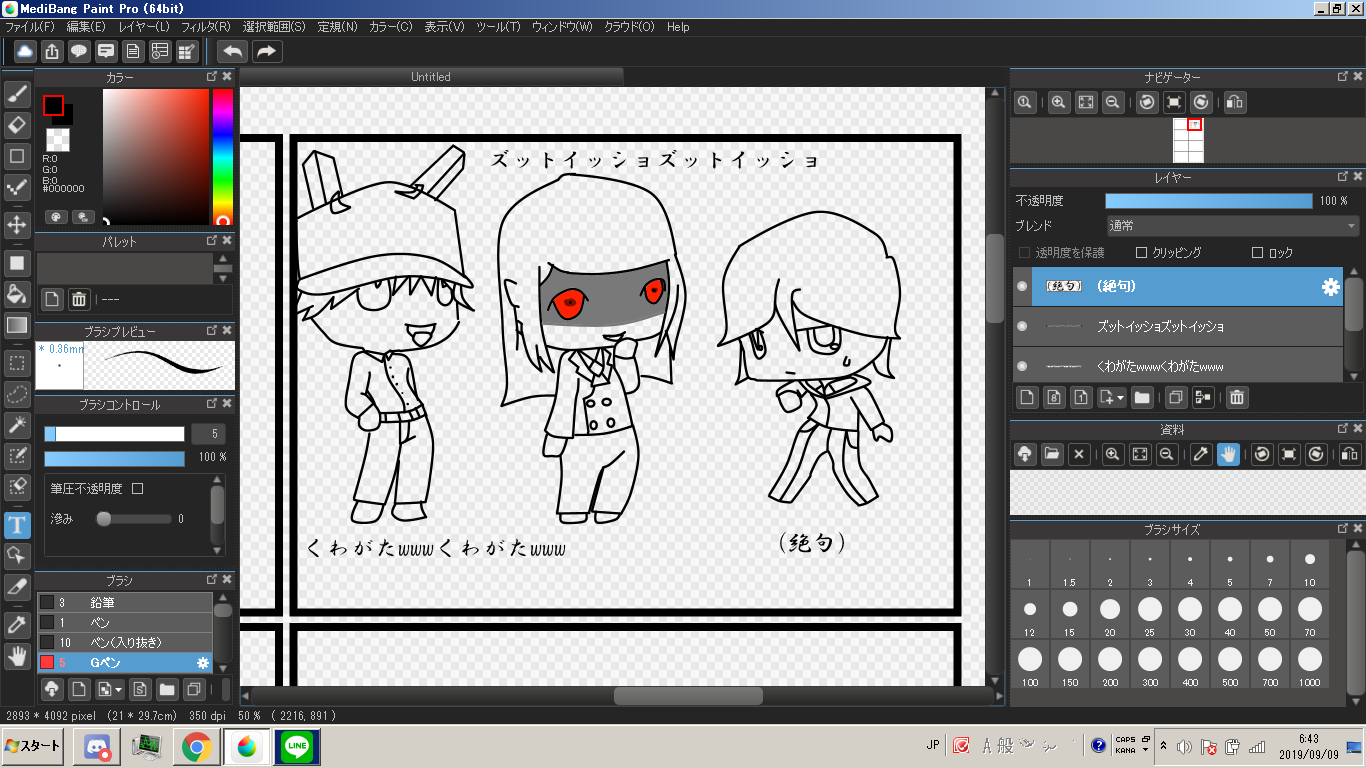 MediBang Paint Pro (64bit)
ファイル(F) 編集(E) レイヤー(L) フィルタ(R) 選択範囲(S) 定規(N) カラー(C) 表示(V) ツール(T) ウィンドウ(W) クラウド(O) Help
カラー
R:0
G:0
B:0
#000000
パレット
---
ブラシプレビュー
* 0.36mm
ブラシコントロール
5
100 %
筆圧不透明度
滲み 0
ブラシ
3 鉛筆
1 ペン
10 ペン(入り抜き)
5 Gペン
Untitled
ズットイッショズットイッショ
くわがたwwwくわがたwww
(絶句)
ナビゲーター
レイヤー
不透明度 100 %
ブレンド 通常
透明度を保護 クリッピング ロック
(絶句) (絶句)
ズットイッショズットイッショ
くわがたwwwくわがたwww
資料
ブラシサイズ
1 1.5 2 3 4 5 7 10
12 15 20 25 30 40 50 70
100 150 200 300 400 500 700 1000
2893 * 4092 pixel (21 * 29.7cm) 350 dpi 50 % ( 2216, 891 )
スタート
LINE
JP
A 般
CAPS
KANA
6:43
2019/09/09